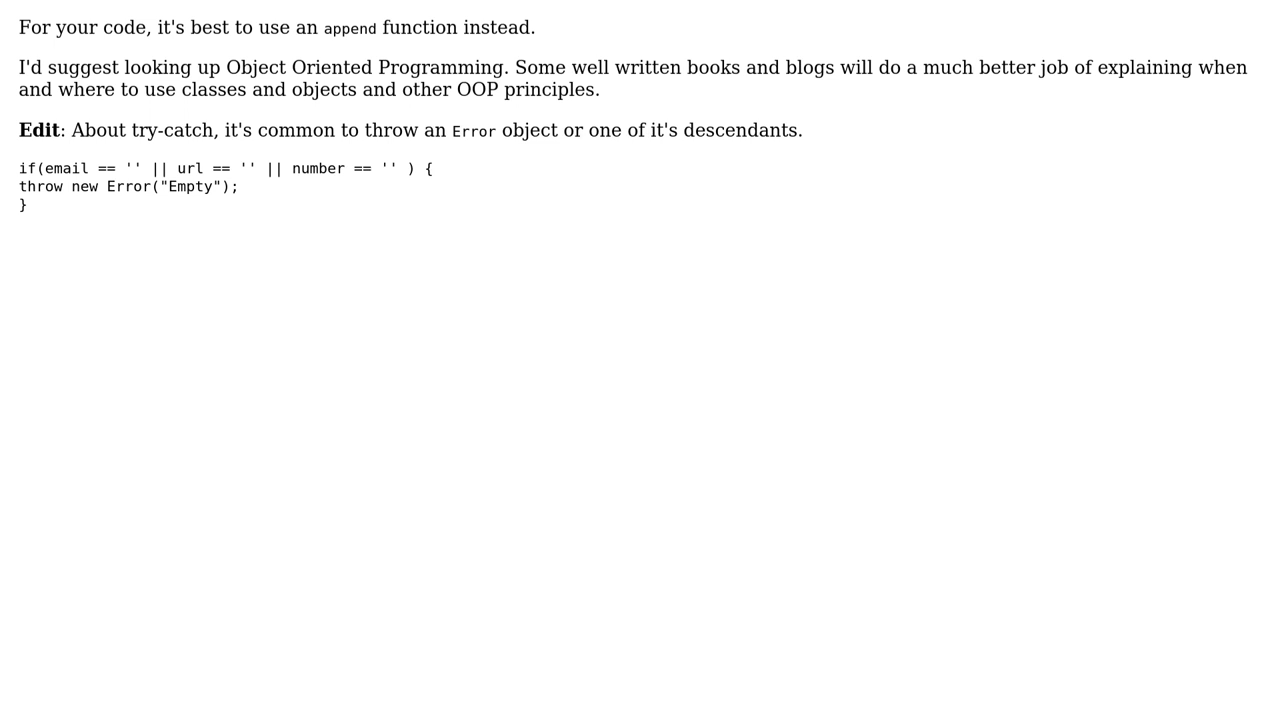 For your code, it's best to use an append function instead.
I'd suggest looking up Object Oriented Programming. Some well written books and blogs will do a much better job of explaining when
and where to use classes and objects and other OOP principles.
Edit: About try-catch, it's common to throw an Error object or one of it's descendants.
if(email == '' || url == '' || number == '' ) {
throw new Error("Empty");
}